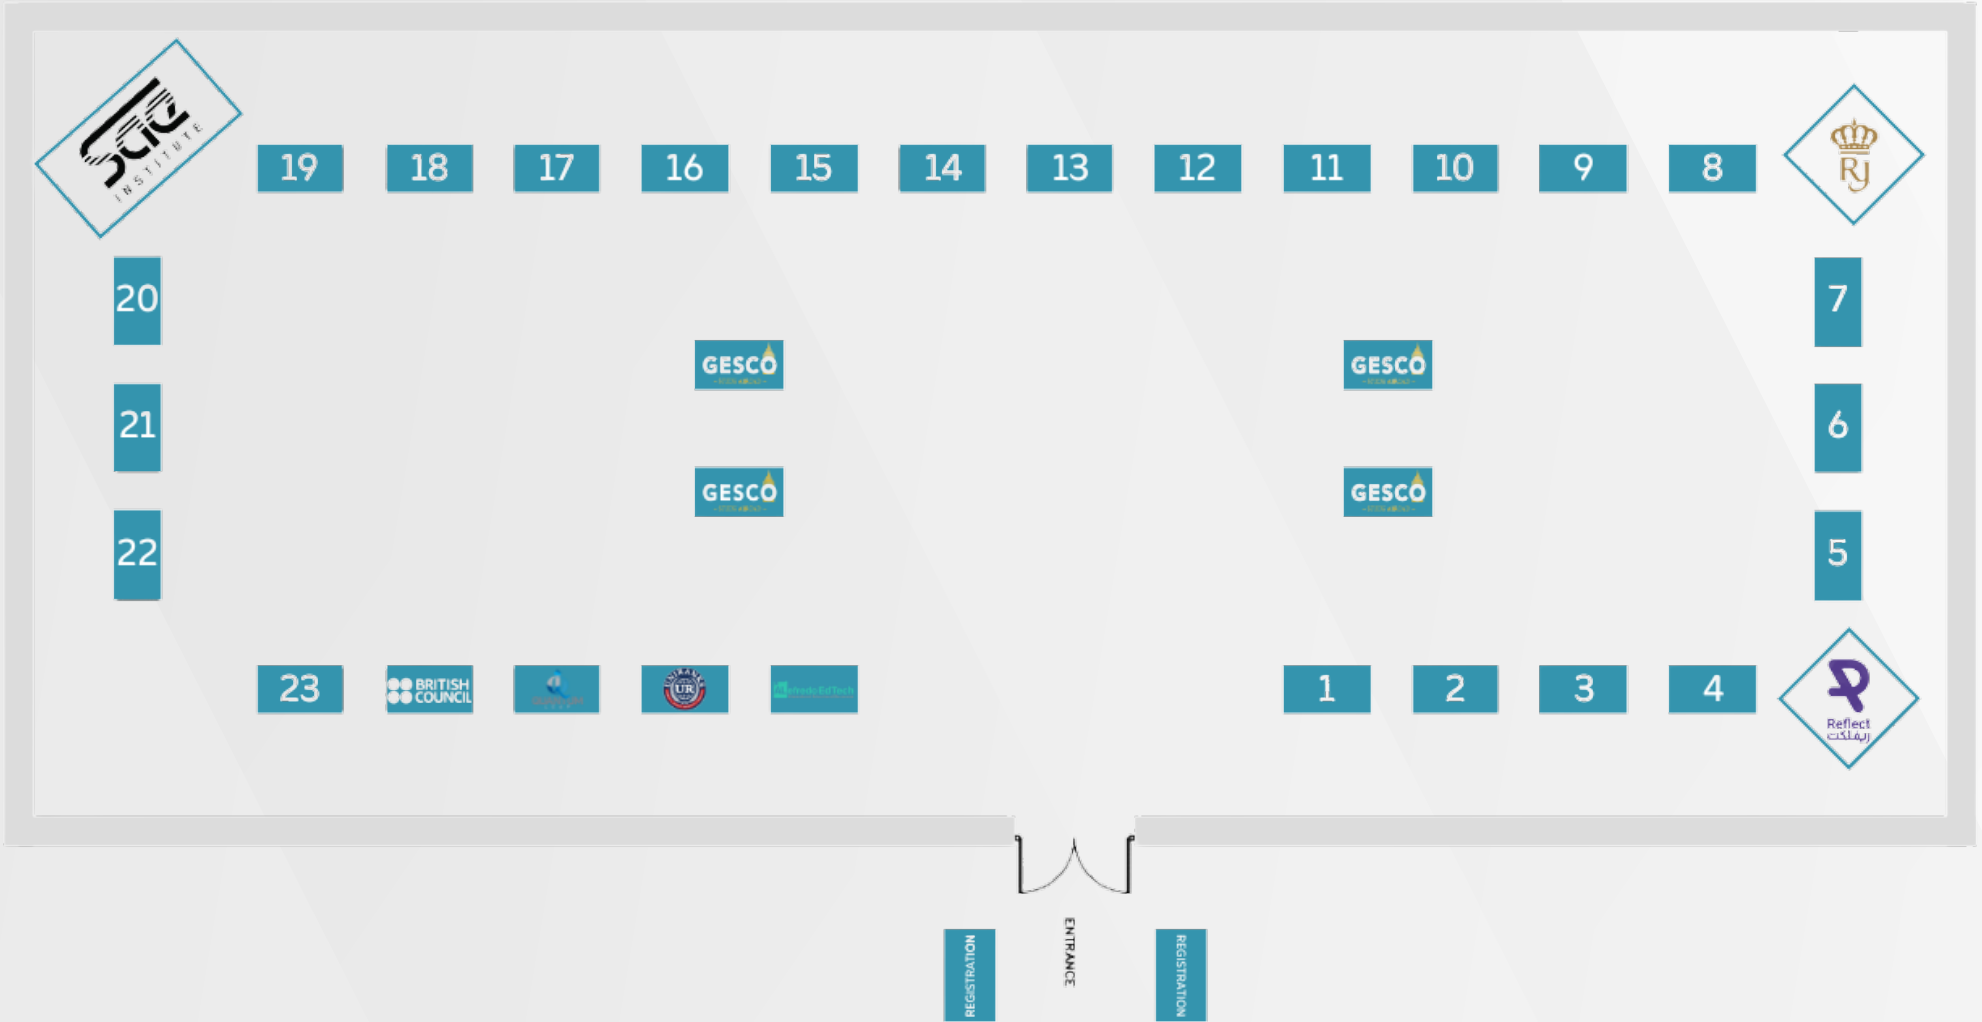 SAE
INSTITUTE
19 18 17 16 15 14 13 12 11 10 9 8
RJ
20
7
GESCO
GESCO
21
6
GESCO
GESCO
22
5
23
BRITISH
COUNCIL
UR
1 2 3 4
Reflect
ريفلكت
ENTRANCE
REGISTRATION
REGISTRATION